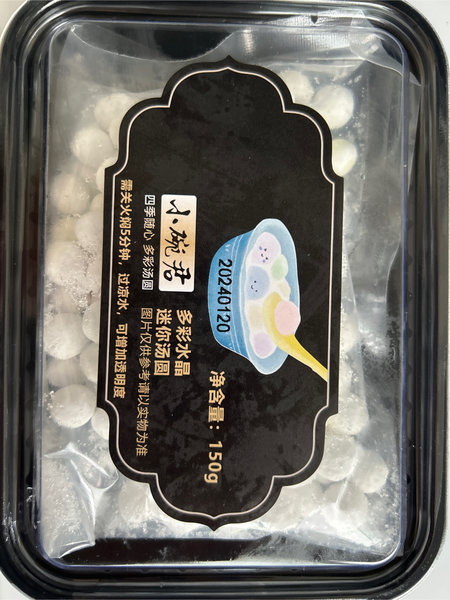 小碗君
四季随心 多彩汤圆
多彩水晶
迷你汤圆
图片仅供参考请以实物为准
需关火焖5分钟，过凉水，可增加透明度
20240120
净含量：150g